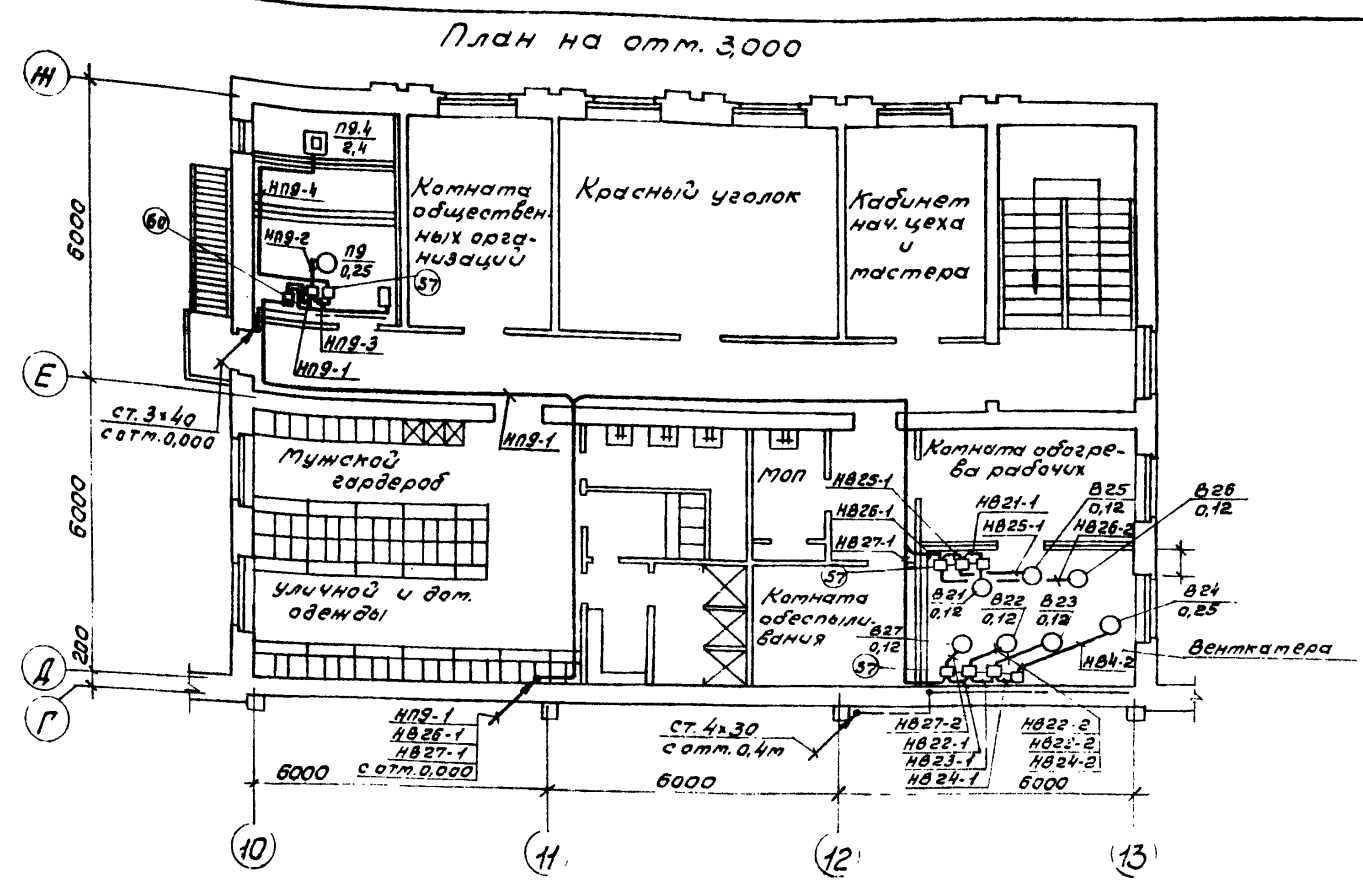 План на отм. 3,000
Ж
П9.4
2,4
НП9-4
Комната
обществен-
ных орга-
низаций
Красный уголок
Кабинет
нач. цеха
и
мастера
6000
60
НП9-2
П9
0,25
57
НП9-3
НП9-1
Е
ст. 3×40
с отм. 0,000
НП9-1
Мужской
гардероб
моп
Комната обогре-
ва рабочих
НВ25-1
НВ26-1
НВ27-1
НВ21-1
НВ25-1
В25
0,12
НВ26-2
В26
0,12
6000
57
уличной и дом.
одежды
Комната
обеспыли-
вания
В21
0,12
В22
0,12
В23
0,12
В24
0,25
В27
0,12
57
НВ4-2
Венткамера
200
Д
Г
НП9-1
НВ26-1
НВ27-1
с отм. 0,000
ст. 4×30
с отм. 0,4м
НВ27-2
НВ22-1
НВ23-1
НВ24-1
НВ22-2
НВ24-2
6000
6000
6000
10
11
12
13